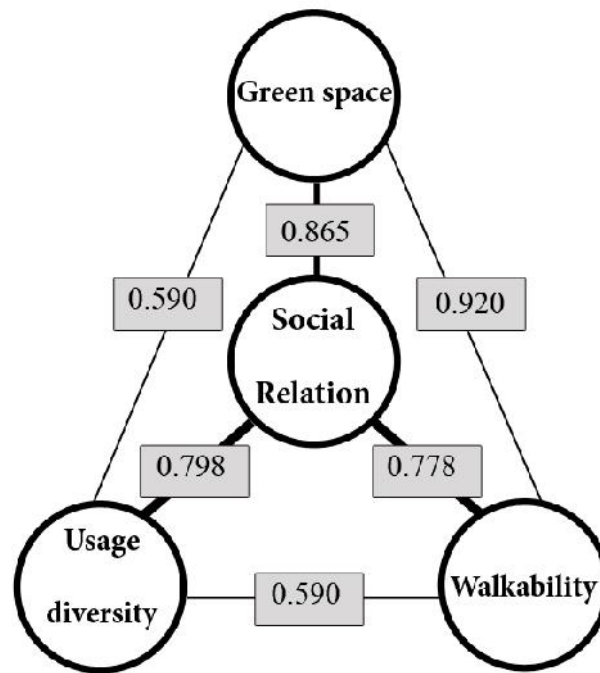 Green space
0.865
0.590
0.920
Social
Relation
0.798
0.778
Usage
diversity
Walkability
0.590